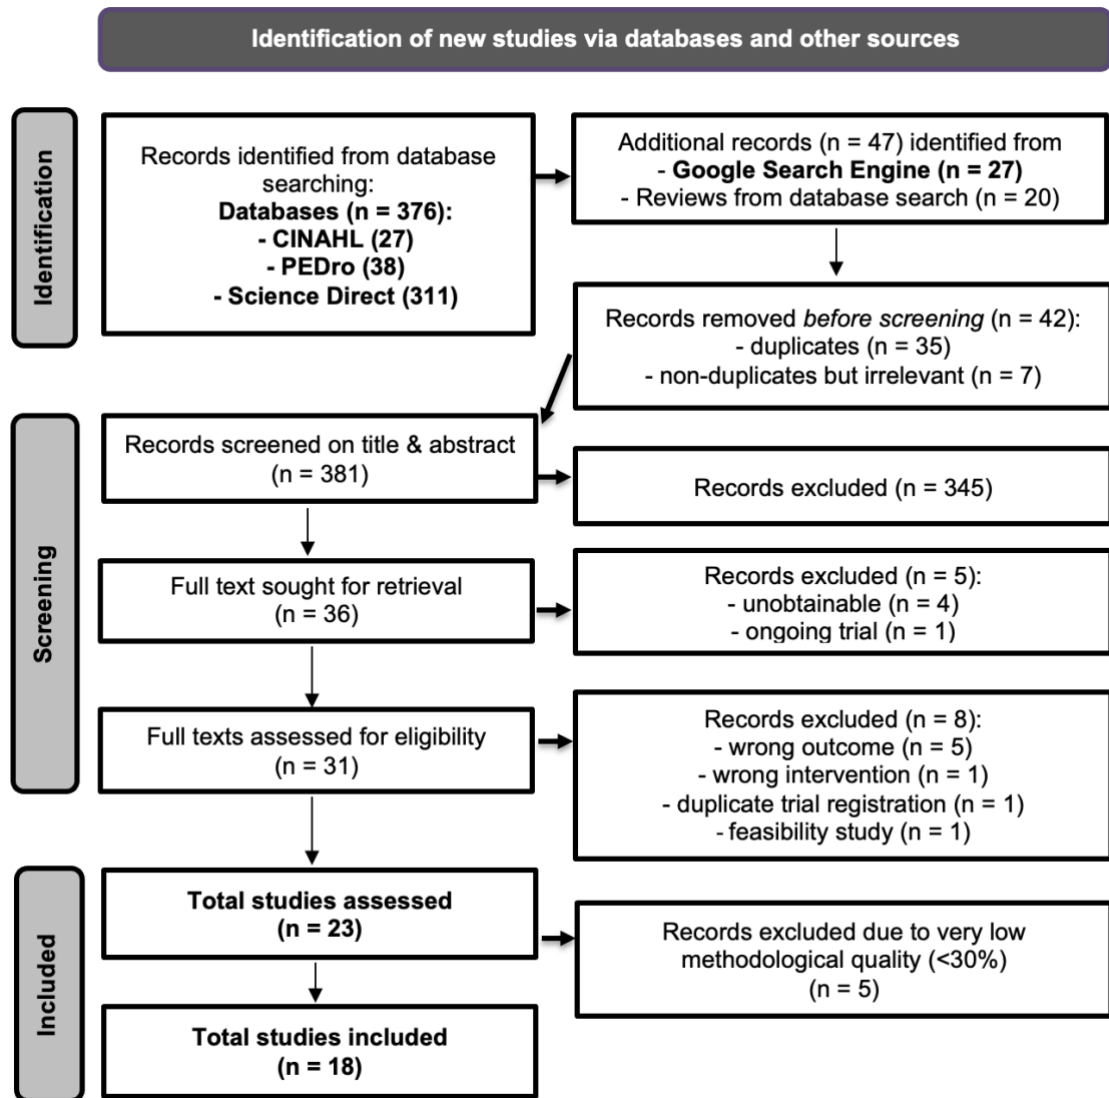 Identification of new studies via databases and other sources
Identification
Records identified from database
searching:
Databases (n = 376):
- CINAHL (27)
- PEDro (38)
- Science Direct (311)
Additional records (n = 47) identified from
- Google Search Engine (n = 27)
- Reviews from database search (n = 20)
Records removed before screening (n = 42):
- duplicates (n = 35)
- non-duplicates but irrelevant (n = 7)
Screening
Records screened on title & abstract
(n = 381)
Records excluded (n = 345)
Full text sought for retrieval
(n = 36)
Records excluded (n = 5):
- unobtainable (n = 4)
- ongoing trial (n = 1)
Full texts assessed for eligibility
(n = 31)
Records excluded (n = 8):
- wrong outcome (n = 5)
- wrong intervention (n = 1)
- duplicate trial registration (n = 1)
- feasibility study (n = 1)
Included
Total studies assessed
(n = 23)
Records excluded due to very low
methodological quality (<30%)
(n = 5)
Total studies included
(n = 18)